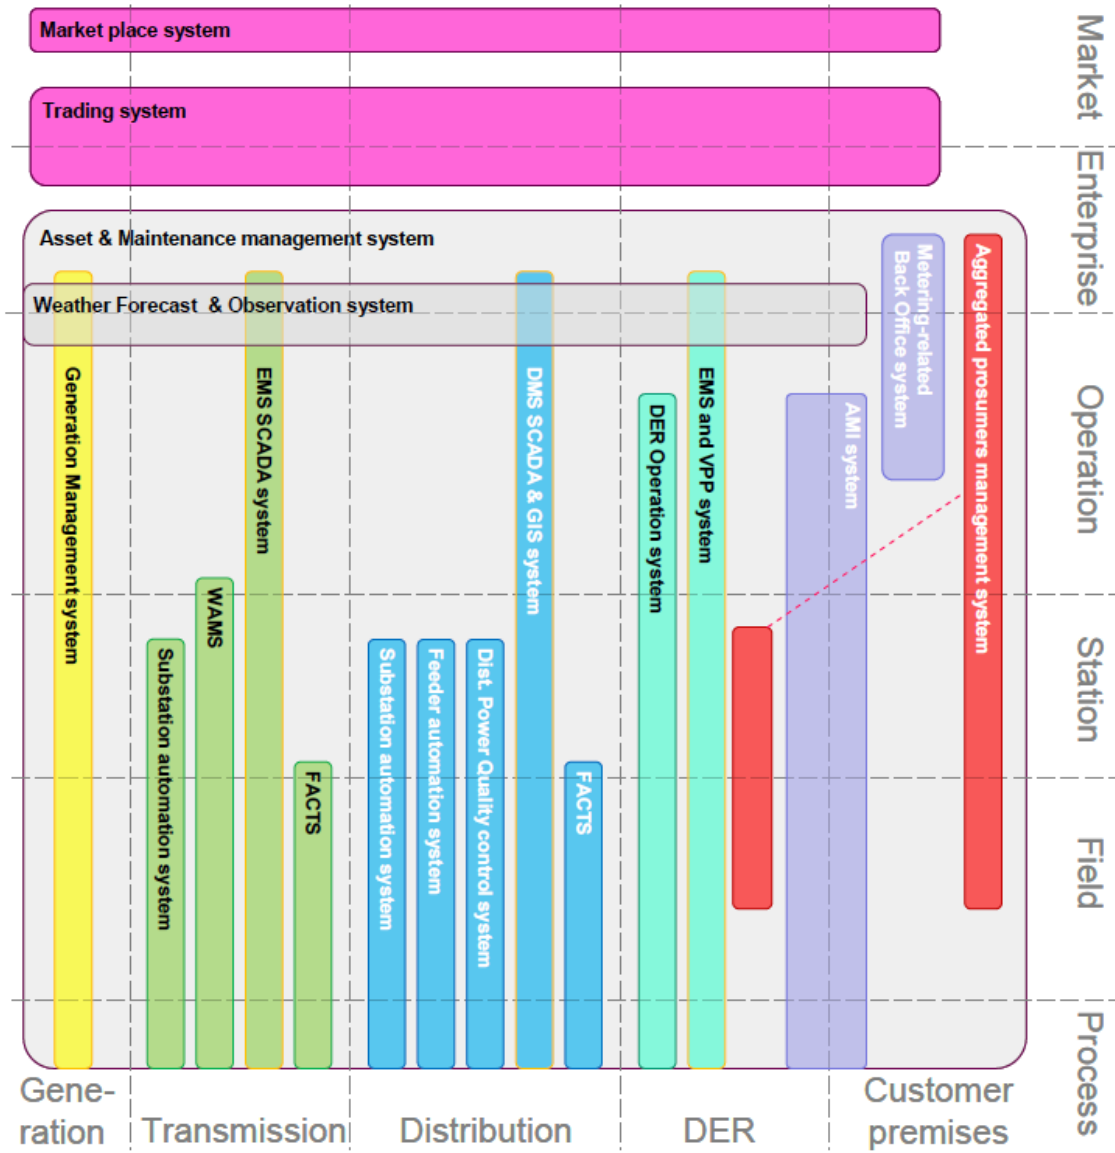 Market place system
Trading system
Asset & Maintenance management system
Weather Forecast  & Observation system
Generation Management system
Substation automation system
WAMS
EMS SCADA system
FACTS
Substation automation system
Feeder automation system
Dist. Power Quality control system
DMS SCADA & GIS system
FACTS
DER Operation system
EMS and VPP system
AMI system
Metering-related
Back Office system
Aggregated prosumers management system
Market
Enterprise
Operation
Station
Field
Process
Gene-
ration
Transmission
Distribution
DER
Customer
premises